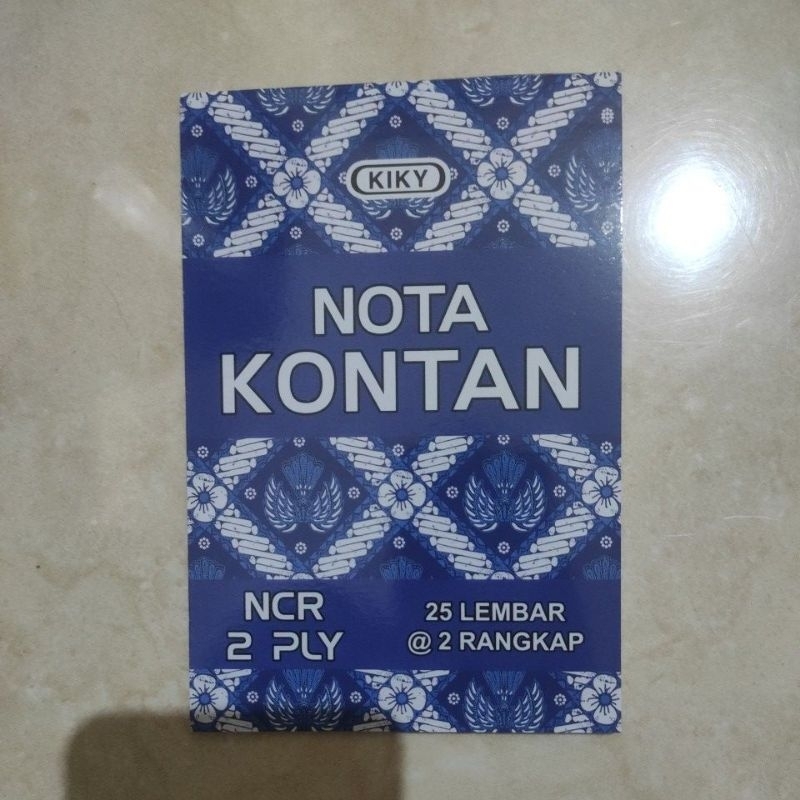 KIKY
NOTA
KONTAN
NCR
2 PLY
25 LEMBAR
@ 2 RANGKAP